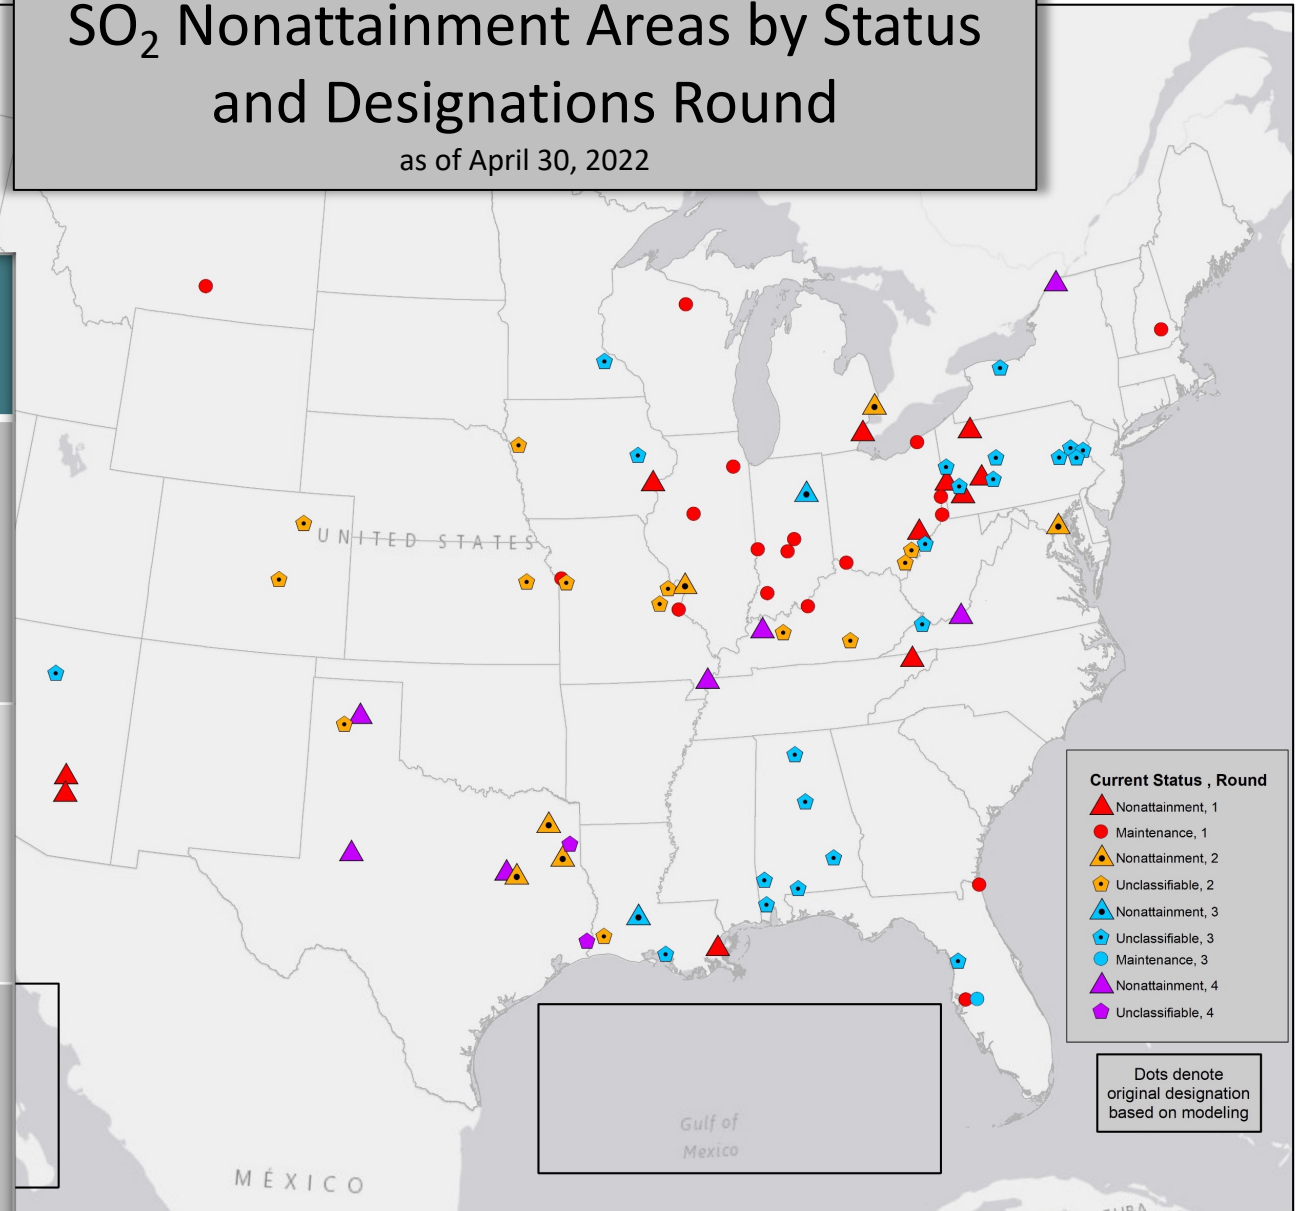 SO₂ Nonattainment Areas by Status
and Designations Round
as of April 30, 2022
UNITED STATES
Current Status , Round
Nonattainment, 1
Maintenance, 1
Nonattainment, 2
Unclassifiable, 2
Nonattainment, 3
Unclassifiable, 3
Maintenance, 3
Nonattainment, 4
Unclassifiable, 4
Dots denote
original designation
based on modeling
Gulf of
Mexico
MÉXICO